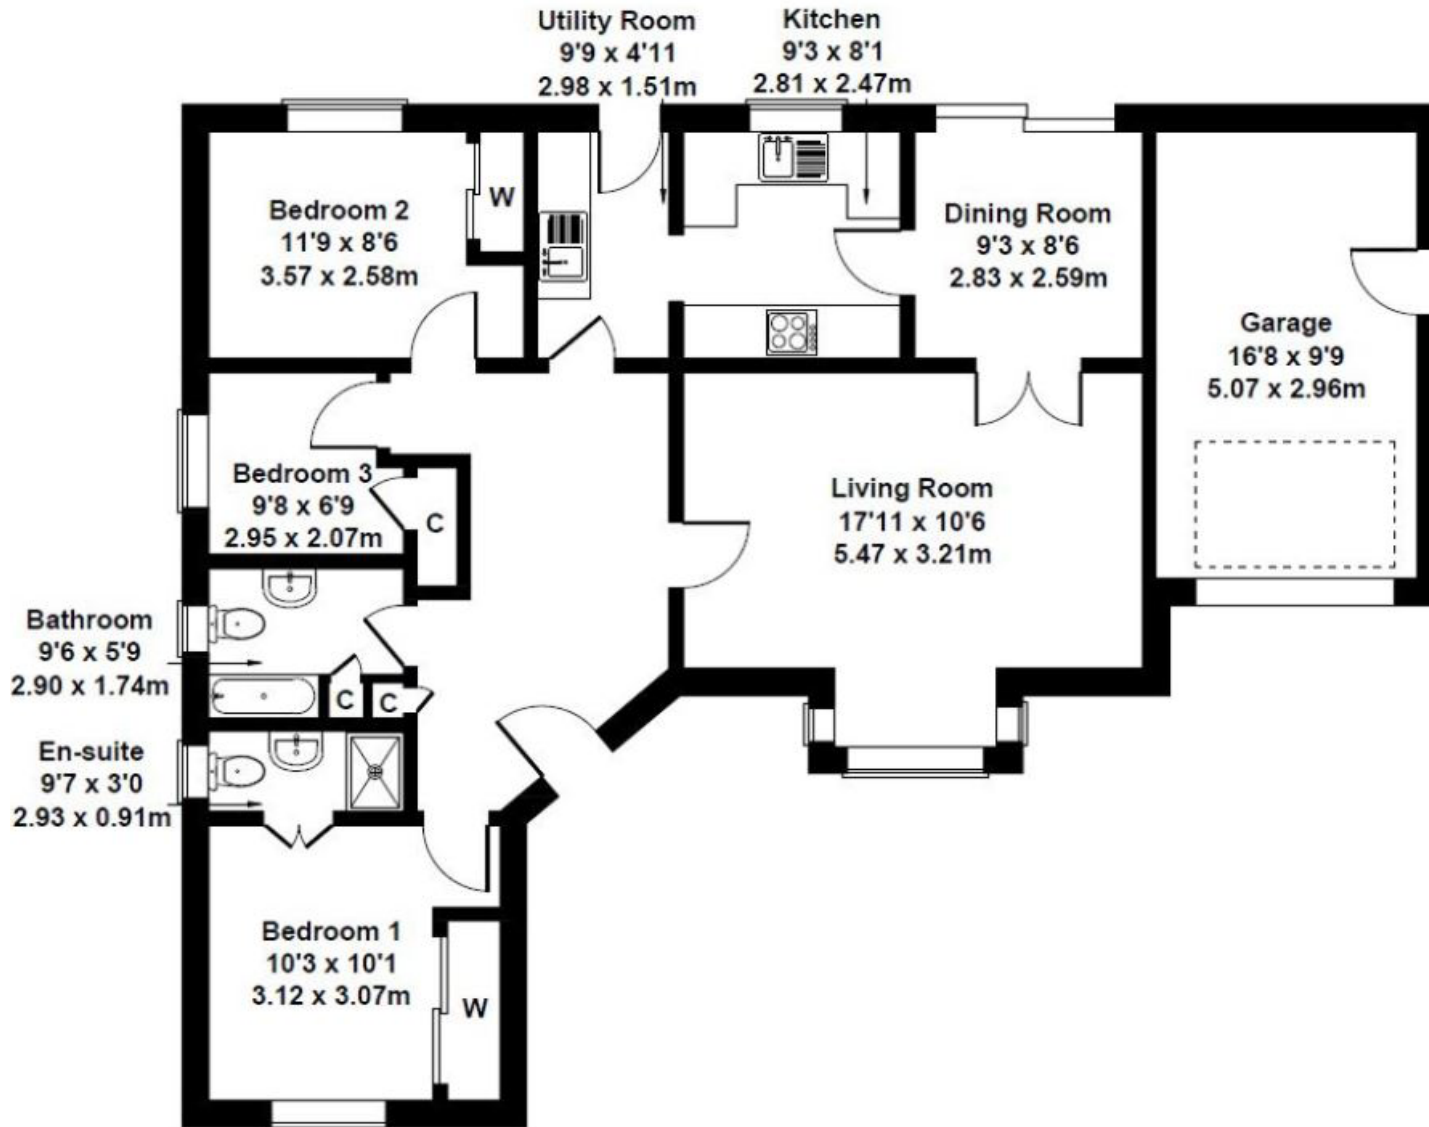 Utility Room
9'9 x 4'11
2.98 x 1.51m
Kitchen
9'3 x 8'1
2.81 x 2.47m
Bedroom 2
11'9 x 8'6
3.57 x 2.58m
W
Dining Room
9'3 x 8'6
2.83 x 2.59m
Garage
16'8 x 9'9
5.07 x 2.96m
Bedroom 3
9'8 x 6'9
2.95 x 2.07m
C
Living Room
17'11 x 10'6
5.47 x 3.21m
Bathroom
9'6 x 5'9
2.90 x 1.74m
C
C
En-suite
9'7 x 3'0
2.93 x 0.91m
Bedroom 1
10'3 x 10'1
3.12 x 3.07m
W